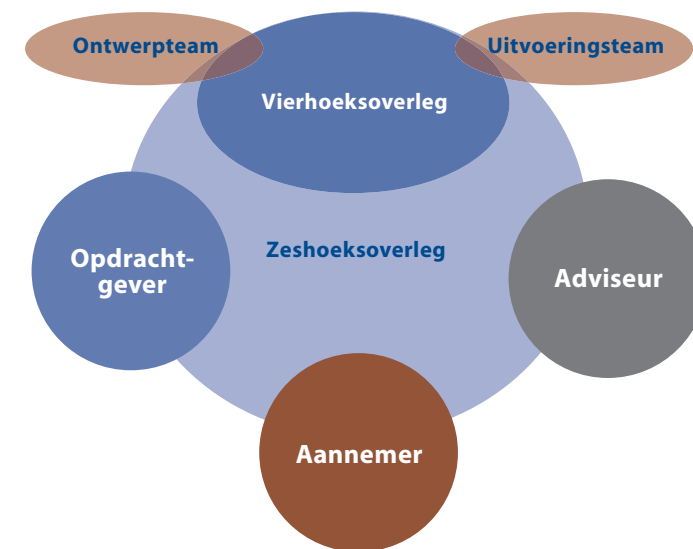 Ontwerpteam
Uitvoeringsteam
Vierhoeksoverleg
Zeshoeksoverleg
Opdracht-
gever
Adviseur
Aannemer